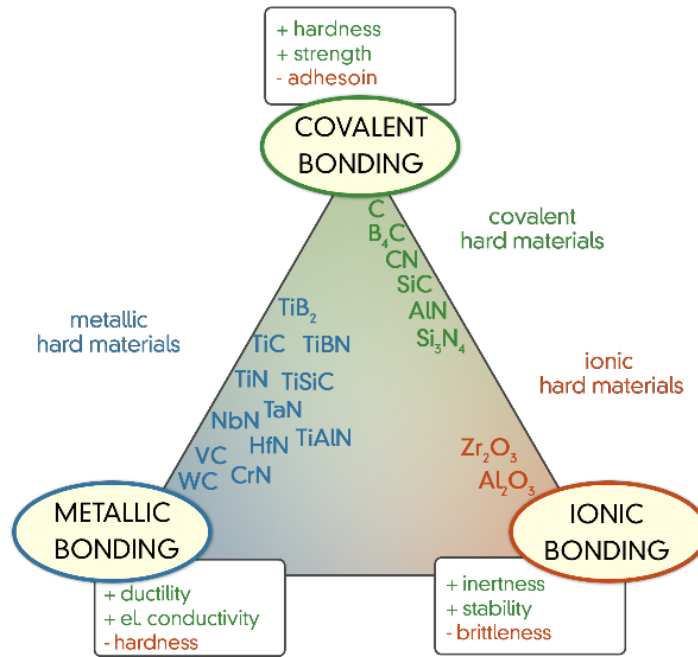 + hardness
+ strength
- adhesoin
COVALENT
BONDING
C
B₄C
CN
SiC
AlN
Si₃N₄
covalent
hard materials
metallic
hard materials
TiB₂
TiC TiBN
TiN TiSiC
NbN TaN
HfN TiAlN
VC
WC CrN
ionic
hard materials
Zr₂O₃
Al₂O₃
METALLIC
BONDING
IONIC
BONDING
+ ductility
+ el. conductivity
- hardness
+ inertness
+ stability
- brittleness